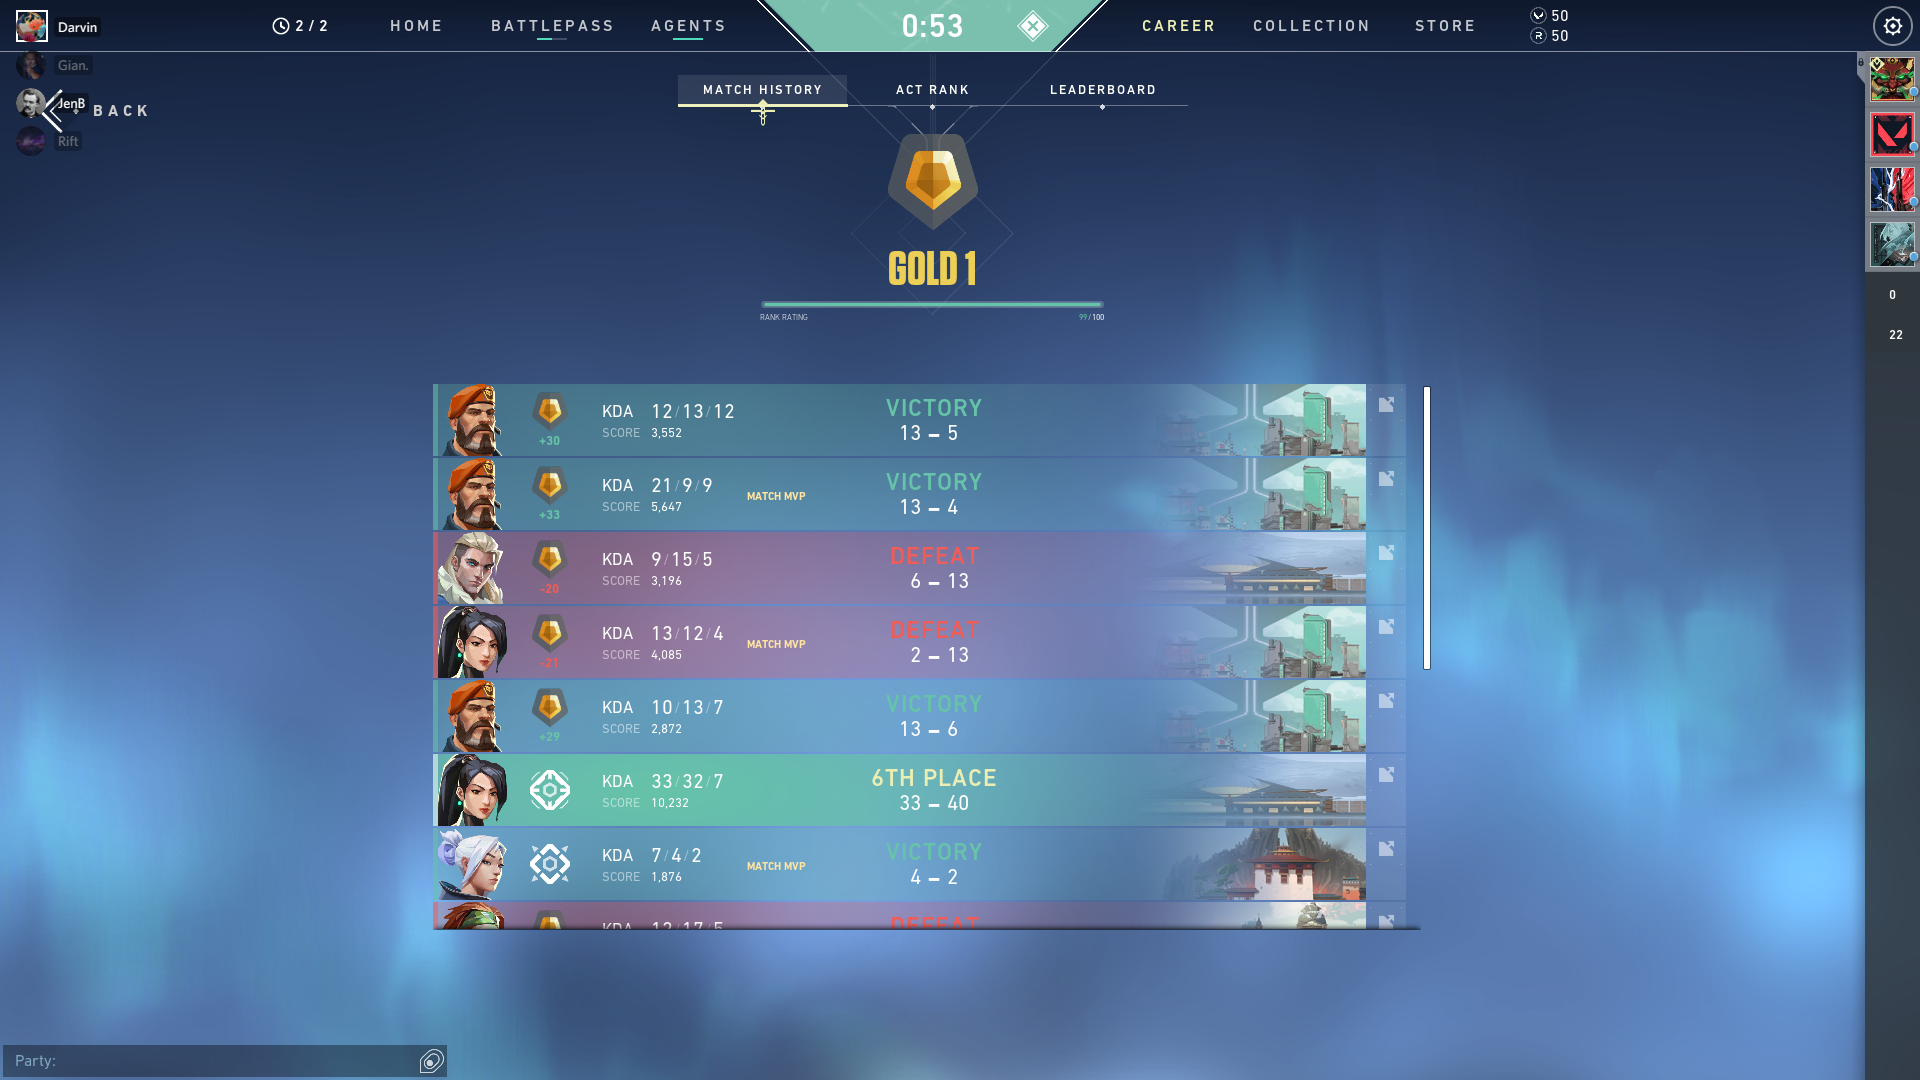 Darvin
2 / 2
HOME
BATTLEPASS
AGENTS
0:53
CAREER
COLLECTION
STORE
50
R 50
Gian.
JenB
BACK
Rift
MATCH HISTORY
ACT RANK
LEADERBOARD
GOLD 1
RANK RATING
99/100
0
22
KDA 12/13/12
VICTORY
+30
SCORE 3,552
13 – 5
KDA 21/9/9
MATCH MVP
VICTORY
+33
SCORE 5,647
13 – 4
KDA 9/15/5
DEFEAT
-20
SCORE 3,196
6 – 13
KDA 13/12/4
MATCH MVP
DEFEAT
-21
SCORE 4,085
2 – 13
KDA 10/13/7
VICTORY
+29
SCORE 2,872
13 – 6
KDA 33/32/7
6TH PLACE
SCORE 10,232
33 – 40
KDA 7/4/2
MATCH MVP
VICTORY
SCORE 1,876
4 – 2
KDA 12/17/5
DEFEAT
Party: